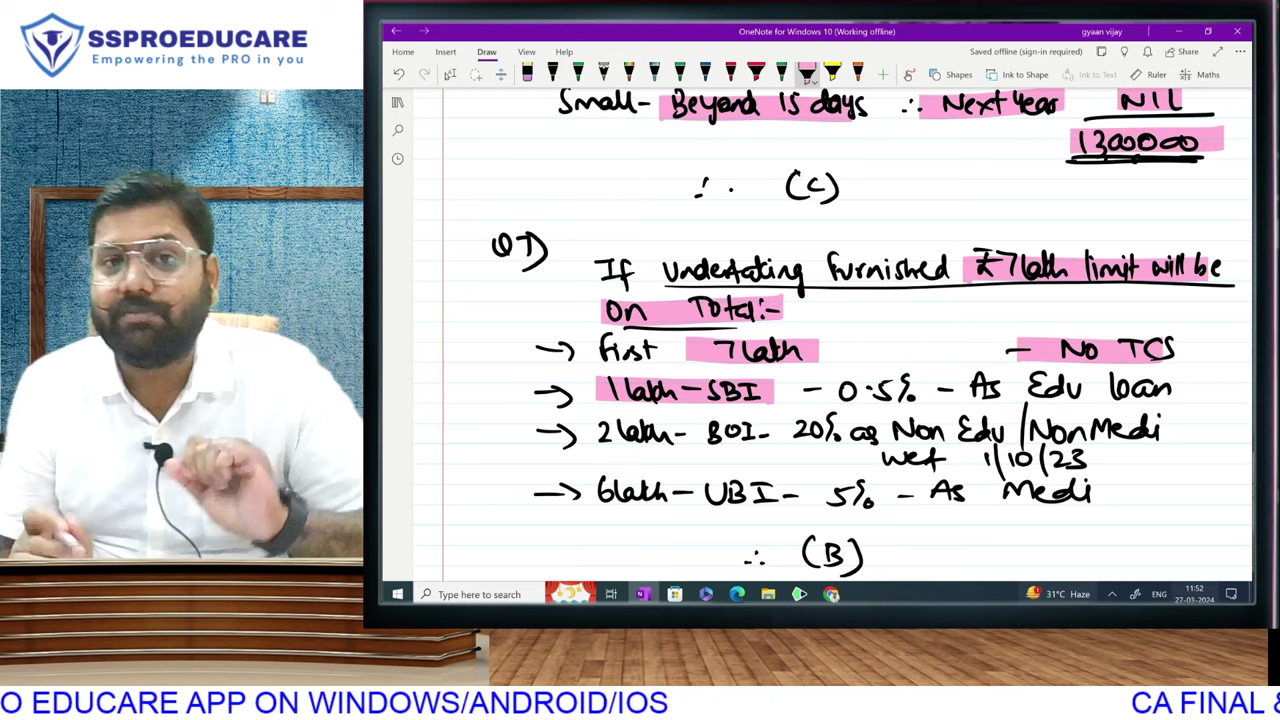 SSPROEDUCARE
Empowering the PRO in you
OneNote for Windows 10 (Working offline)
gyaan vijay
Home Insert Draw View Help
Saved offline (sign-in required)
Share
Shapes
Ink to Shape
Ink to Text
Ruler
Maths
Small- Beyond 15 days ∴ Next Year NIL
1300000
∴ (C)
Q7)
If undertaking furnished ₹7lakh limit will be
on Total:-
→ first 7lakh - No TCS
→ 1lakh-SBI - 0.5% - As Edu loan
→ 2lakh- BOI- 20% as Non Edu/NonMedi
wef 1/10/23
→ 6lakh-UBI- 5% - As Medi
∴ (B)
Type here to search
31°C Haze
ENG
11:52
27-03-2024
O EDUCARE APP ON WINDOWS/ANDROID/IOS
CA FINAL &